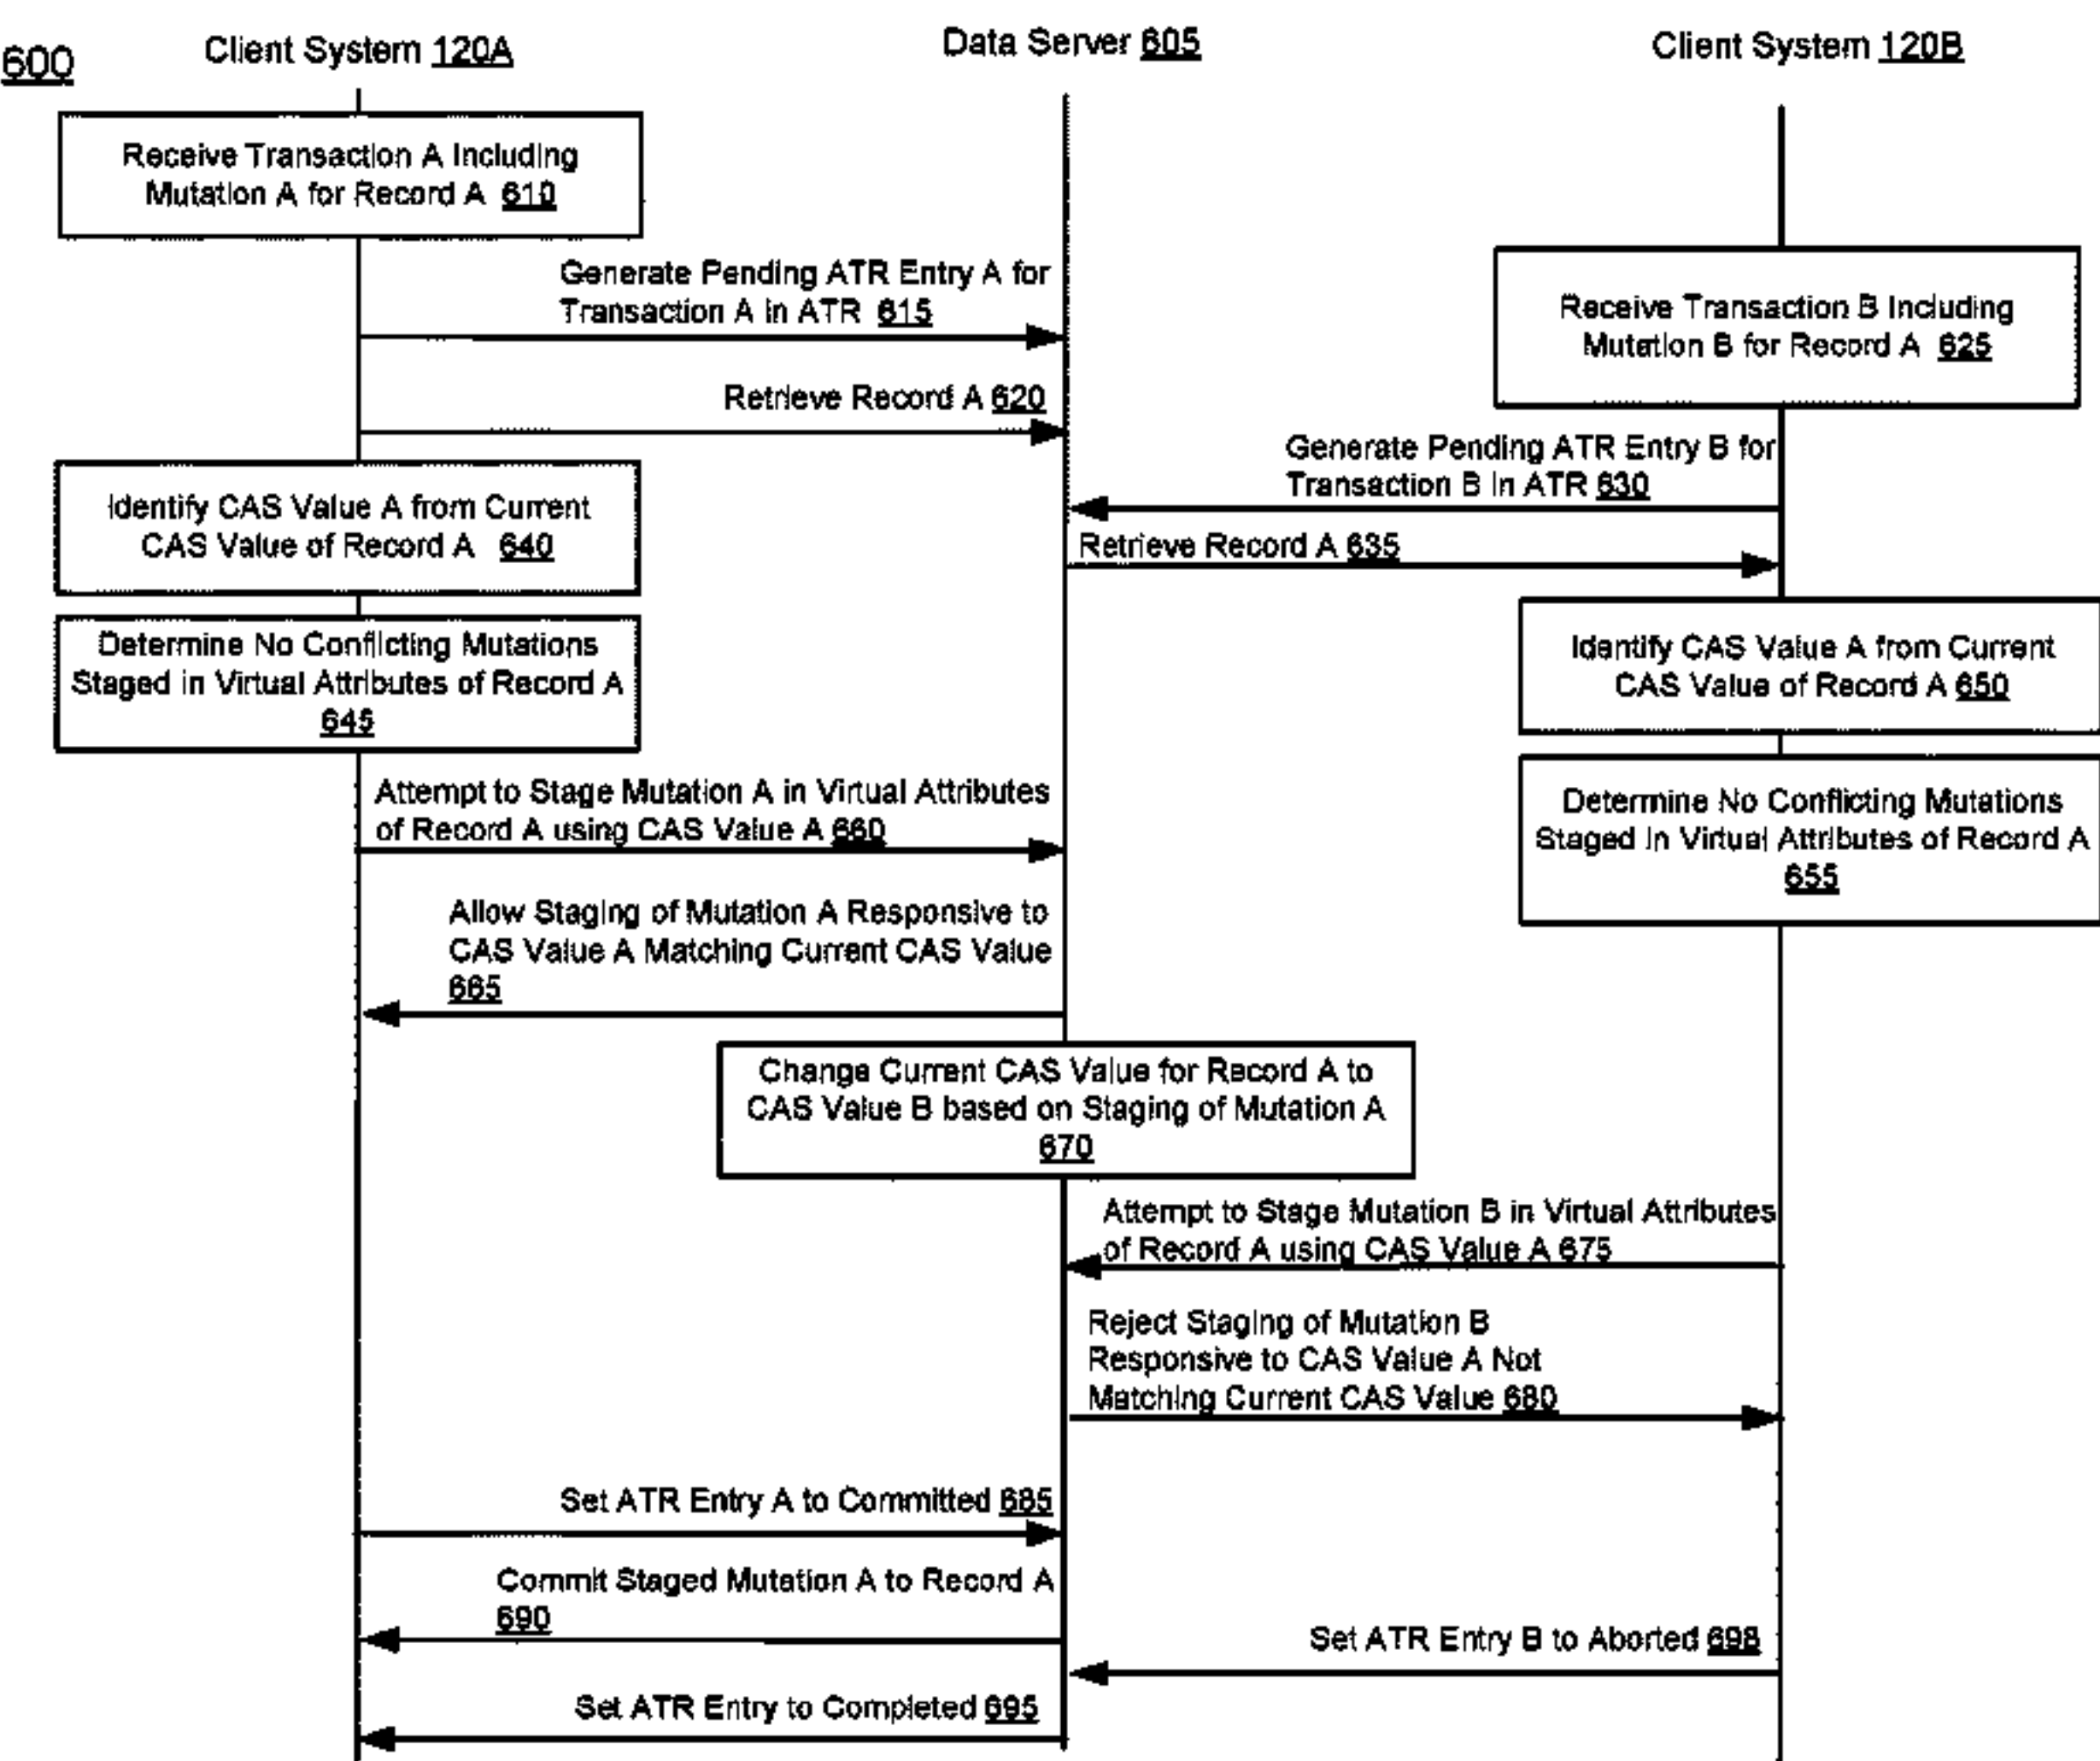 600
Client System 120A
Data Server 605
Client System 120B
Receive Transaction A Including
Mutation A for Record A 610
Generate Pending ATR Entry A for
Transaction A in ATR 615
Receive Transaction B Including
Mutation B for Record A 625
Retrieve Record A 620
Generate Pending ATR Entry B for
Transaction B in ATR 630
Identify CAS Value A from Current
CAS Value of Record A 640
Retrieve Record A 635
Determine No Conflicting Mutations
Staged in Virtual Attributes of Record A
645
Identify CAS Value A from Current
CAS Value of Record A 650
Attempt to Stage Mutation A in Virtual Attributes
of Record A using CAS Value A 660
Determine No Conflicting Mutations
Staged in Virtual Attributes of Record A
655
Allow Staging of Mutation A Responsive to
CAS Value A Matching Current CAS Value
665
Change Current CAS Value for Record A to
CAS Value B based on Staging of Mutation A
670
Attempt to Stage Mutation B in Virtual Attributes
of Record A using CAS Value A 675
Reject Staging of Mutation B
Responsive to CAS Value A Not
Matching Current CAS Value 680
Set ATR Entry A to Committed 685
Commit Staged Mutation A to Record A
690
Set ATR Entry B to Aborted 698
Set ATR Entry to Completed 695